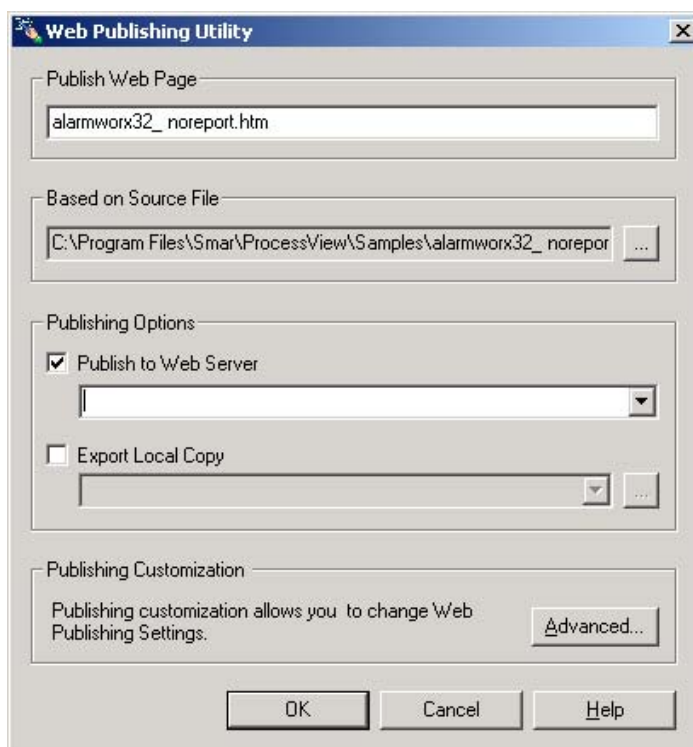 Web Publishing Utility
Publish Web Page
alarmworx32_ noreport.htm
Based on Source File
C:\Program Files\Smar\ProcessView\Samples\alarmworx32_ norepor
...
Publishing Options
Publish to Web Server
Export Local Copy
...
Publishing Customization
Publishing customization allows you to change Web
Publishing Settings.
Advanced...
OK Cancel Help